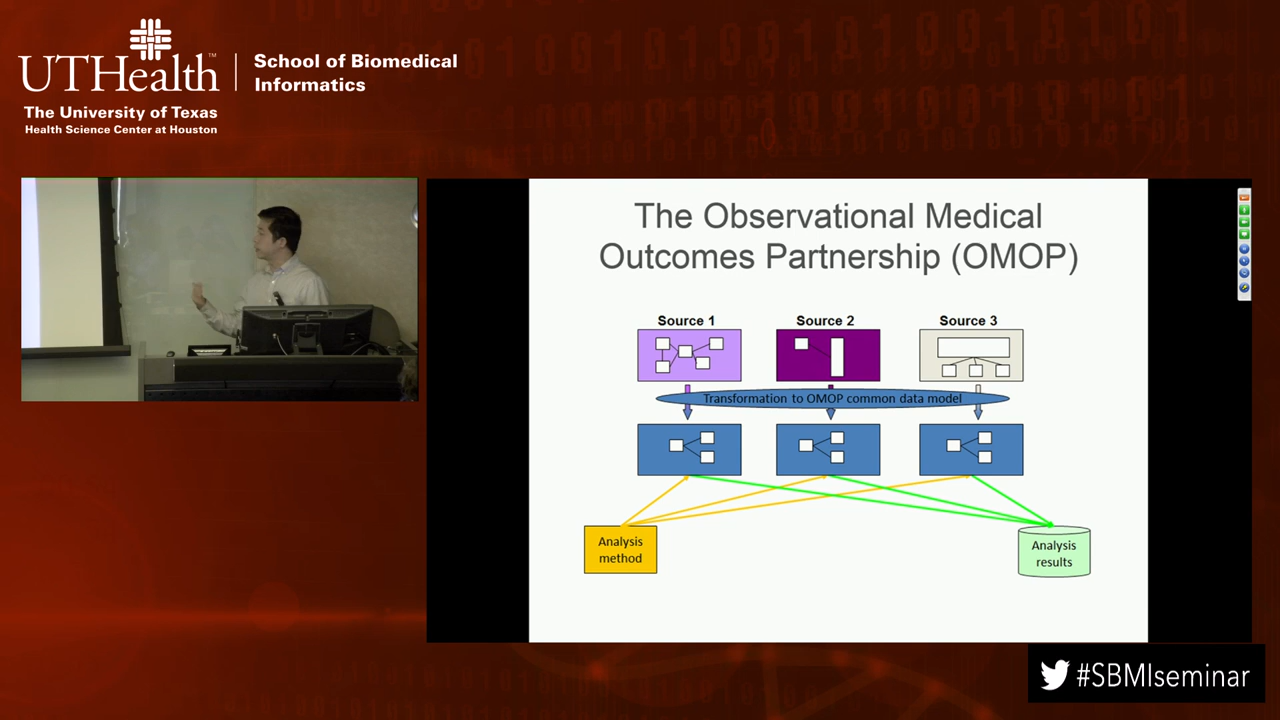 UTHealth™
The University of Texas
Health Science Center at Houston
School of Biomedical
Informatics
The Observational Medical
Outcomes Partnership (OMOP)
Source 1
Source 2
Source 3
Transformation to OMOP common data model
Analysis
method
Analysis
results
#SBMIseminar